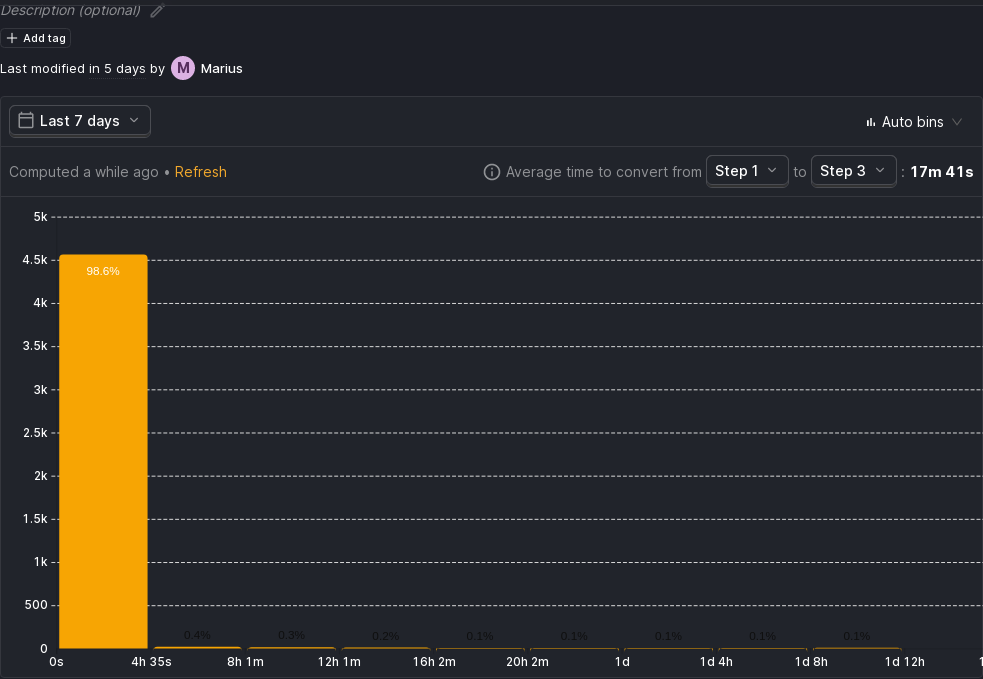 Description (optional)
Add tag
Last modified in 5 days by M Marius
Last 7 days
Auto bins
Computed a while ago • Refresh
Average time to convert from Step 1 to Step 3 : 17m 41s
5k
4.5k
98.6%
4k
3.5k
3k
2.5k
2k
1.5k
1k
500
0.4% 0.3% 0.2% 0.1% 0.1% 0.1% 0.1% 0.1%
0
0s 4h 35s 8h 1m 12h 1m 16h 2m 20h 2m 1d 1d 4h 1d 8h 1d 12h